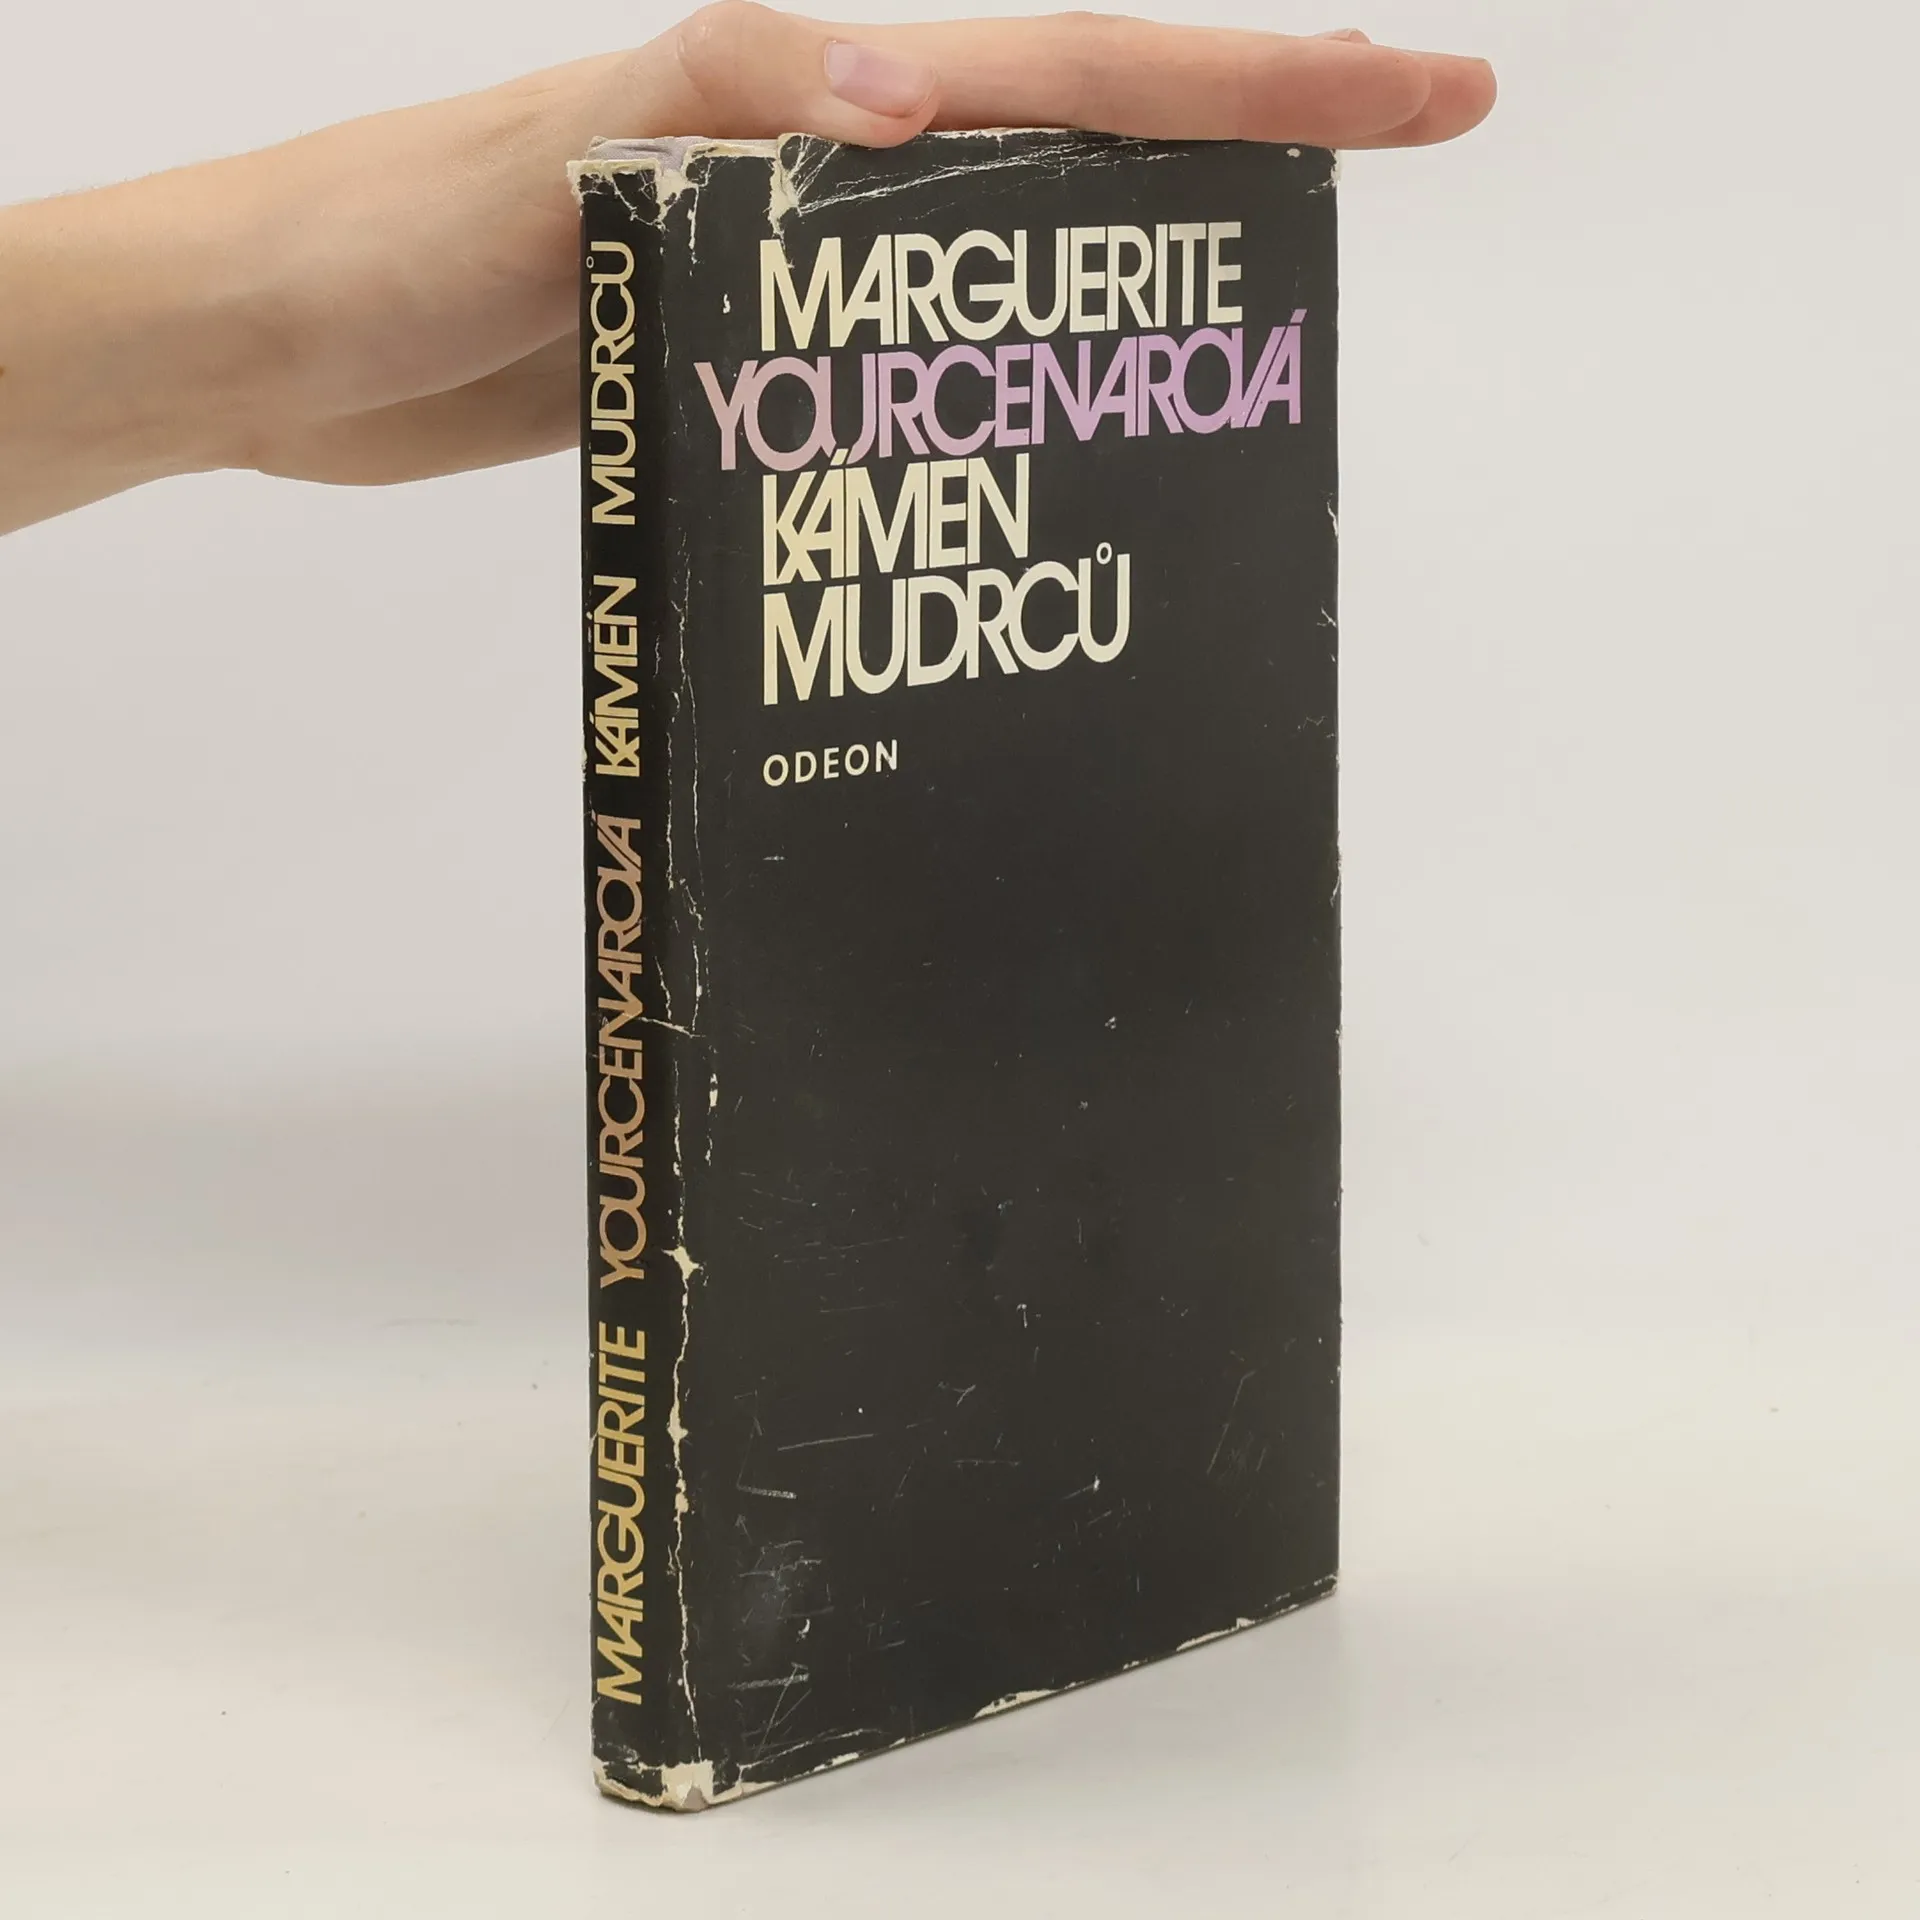 MARGUERITE
YOURCENAROVÁ
KÁMEN
MUDRCŮ
ODEON
MARGUERITE YOURCENAROVÁ KÁMEN MUDRCŮ